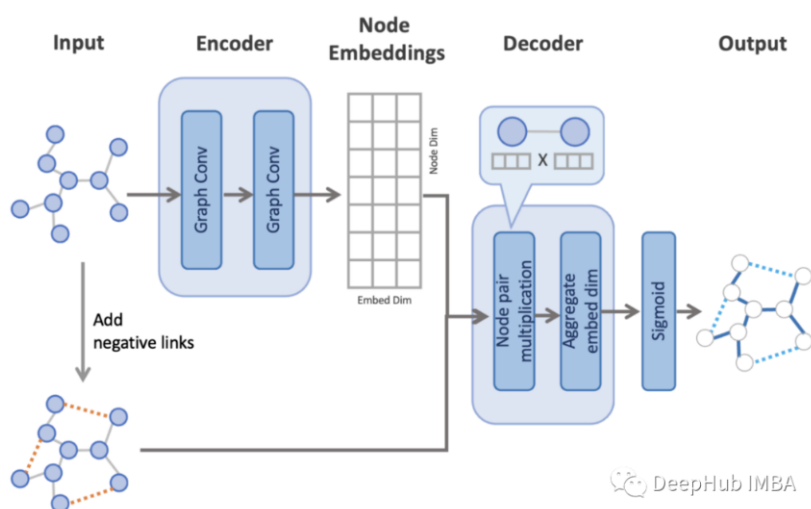 Input
Encoder
Node
Embeddings
Decoder
Output
Graph Conv
Graph Conv
Node Dim
Embed Dim
X
Node pair
multiplication
Aggregate
embed dim
Sigmoid
Add
negative links
DeepHub IMBA